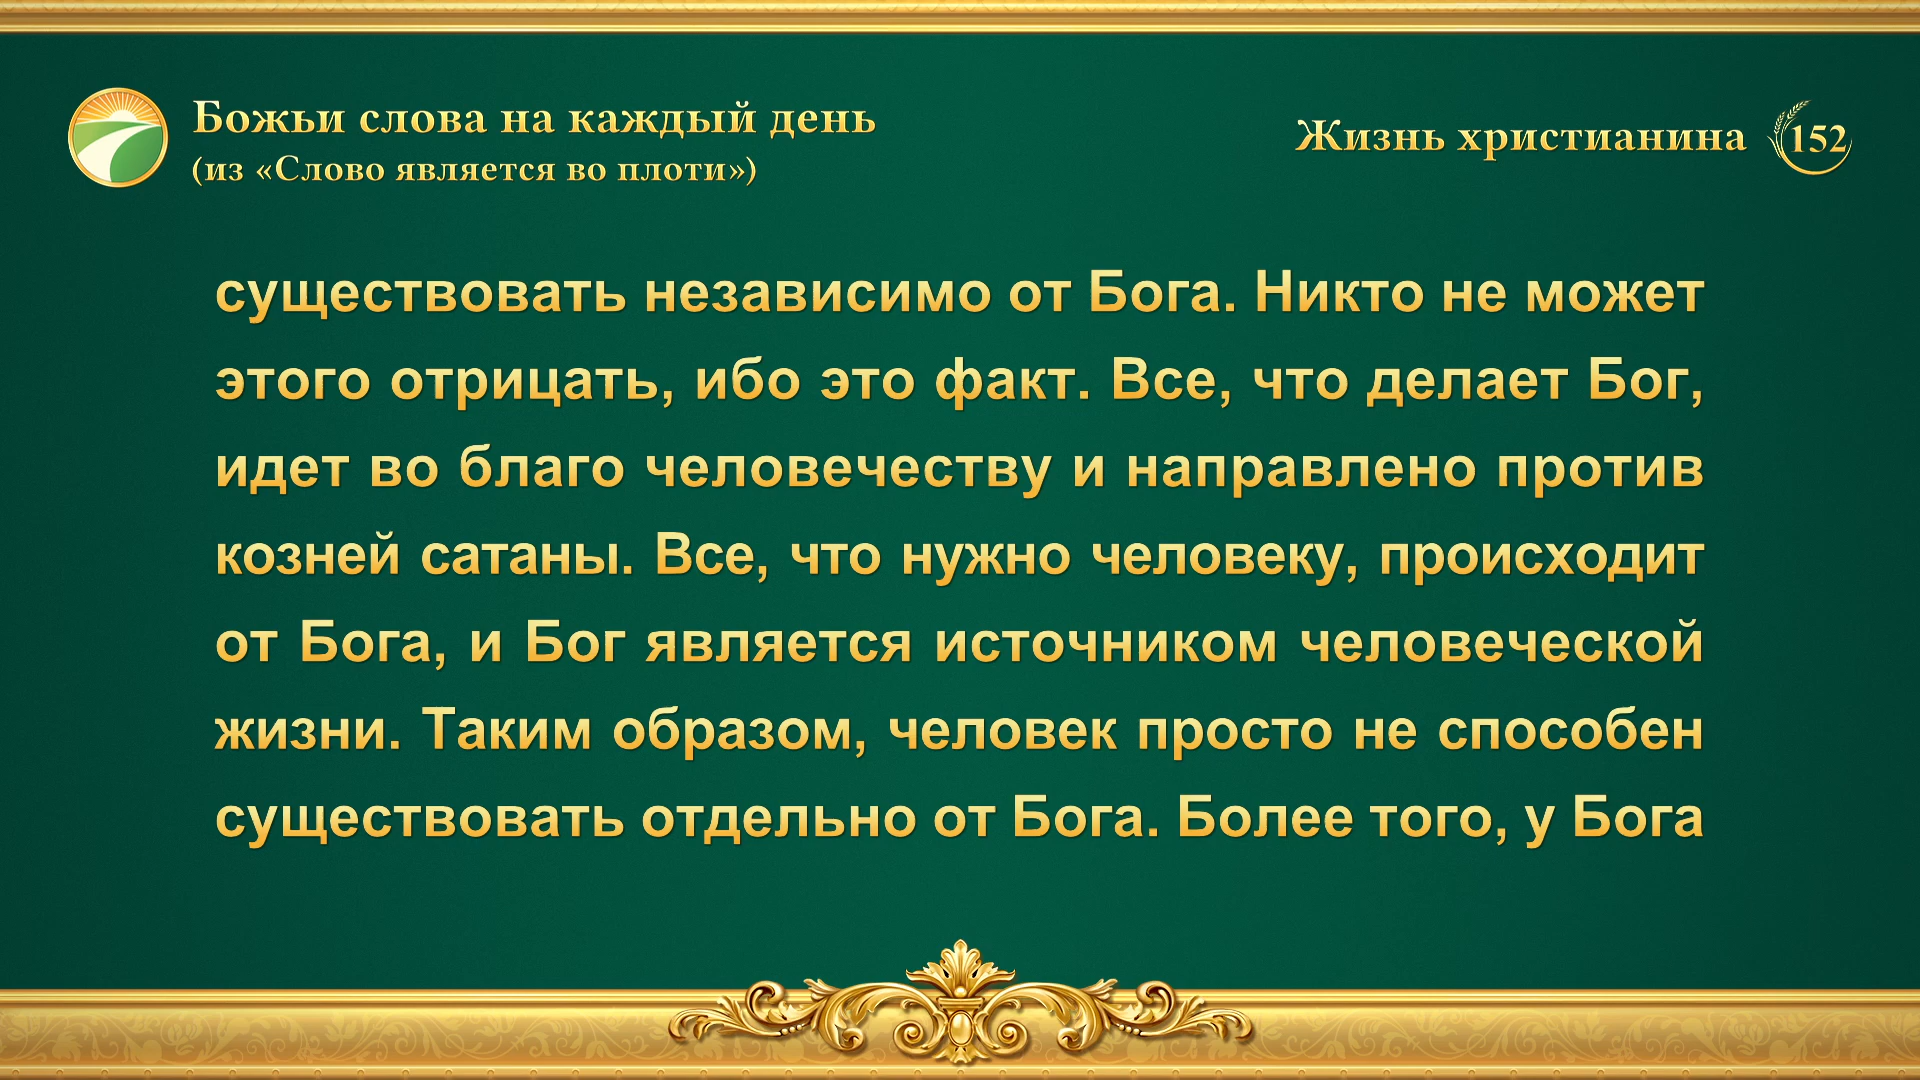 Божьи слова на каждый день
(из «Слово является во плоти»)
Жизнь христианина 152
существовать независимо от Бога. Никто не может
этого отрицать, ибо это факт. Все, что делает Бог,
идет во благо человечеству и направлено против
козней сатаны. Все, что нужно человеку, происходит
от Бога, и Бог является источником человеческой
жизни. Таким образом, человек просто не способен
существовать отдельно от Бога. Более того, у Бога